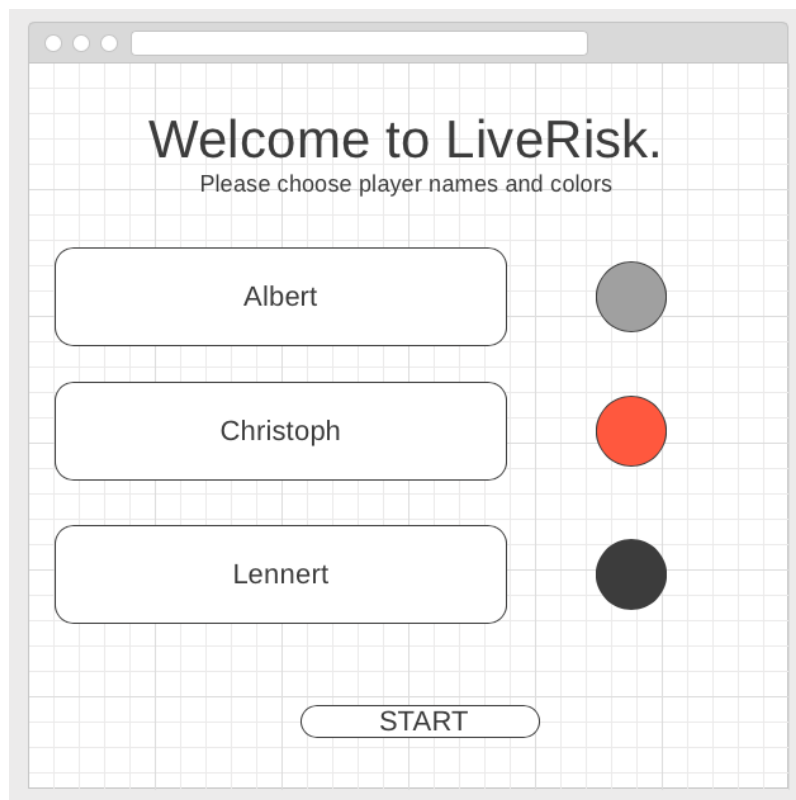 Welcome to LiveRisk.
Please choose player names and colors
Albert
Christoph
Lennert
START